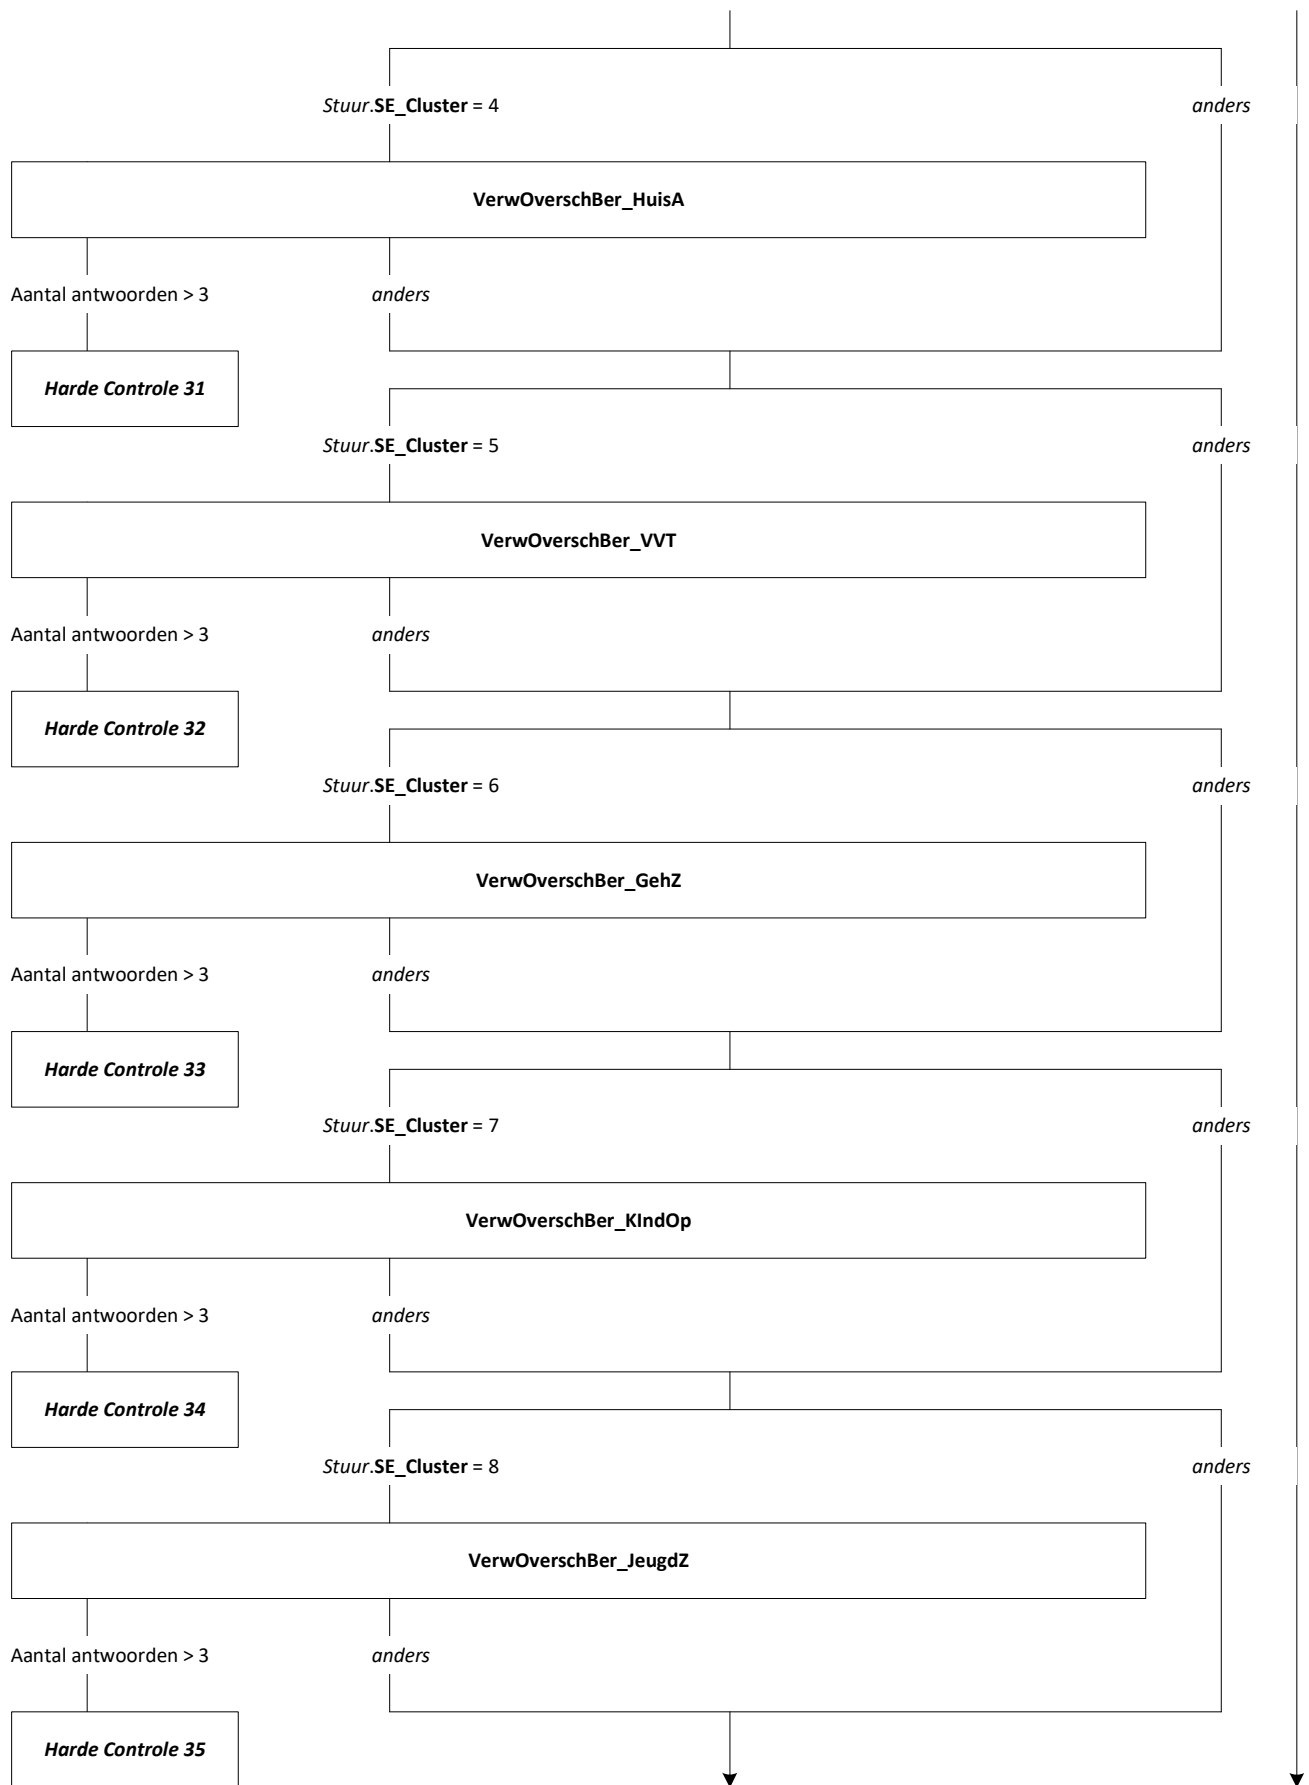 Stuur.SE_Cluster = 4 anders
VerwOverschBer_HuisA
Aantal antwoorden > 3 anders
Harde Controle 31
Stuur.SE_Cluster = 5 anders
VerwOverschBer_VVT
Aantal antwoorden > 3 anders
Harde Controle 32
Stuur.SE_Cluster = 6 anders
VerwOverschBer_GehZ
Aantal antwoorden > 3 anders
Harde Controle 33
Stuur.SE_Cluster = 7 anders
VerwOverschBer_KIndOp
Aantal antwoorden > 3 anders
Harde Controle 34
Stuur.SE_Cluster = 8 anders
VerwOverschBer_JeugdZ
Aantal antwoorden > 3 anders
Harde Controle 35